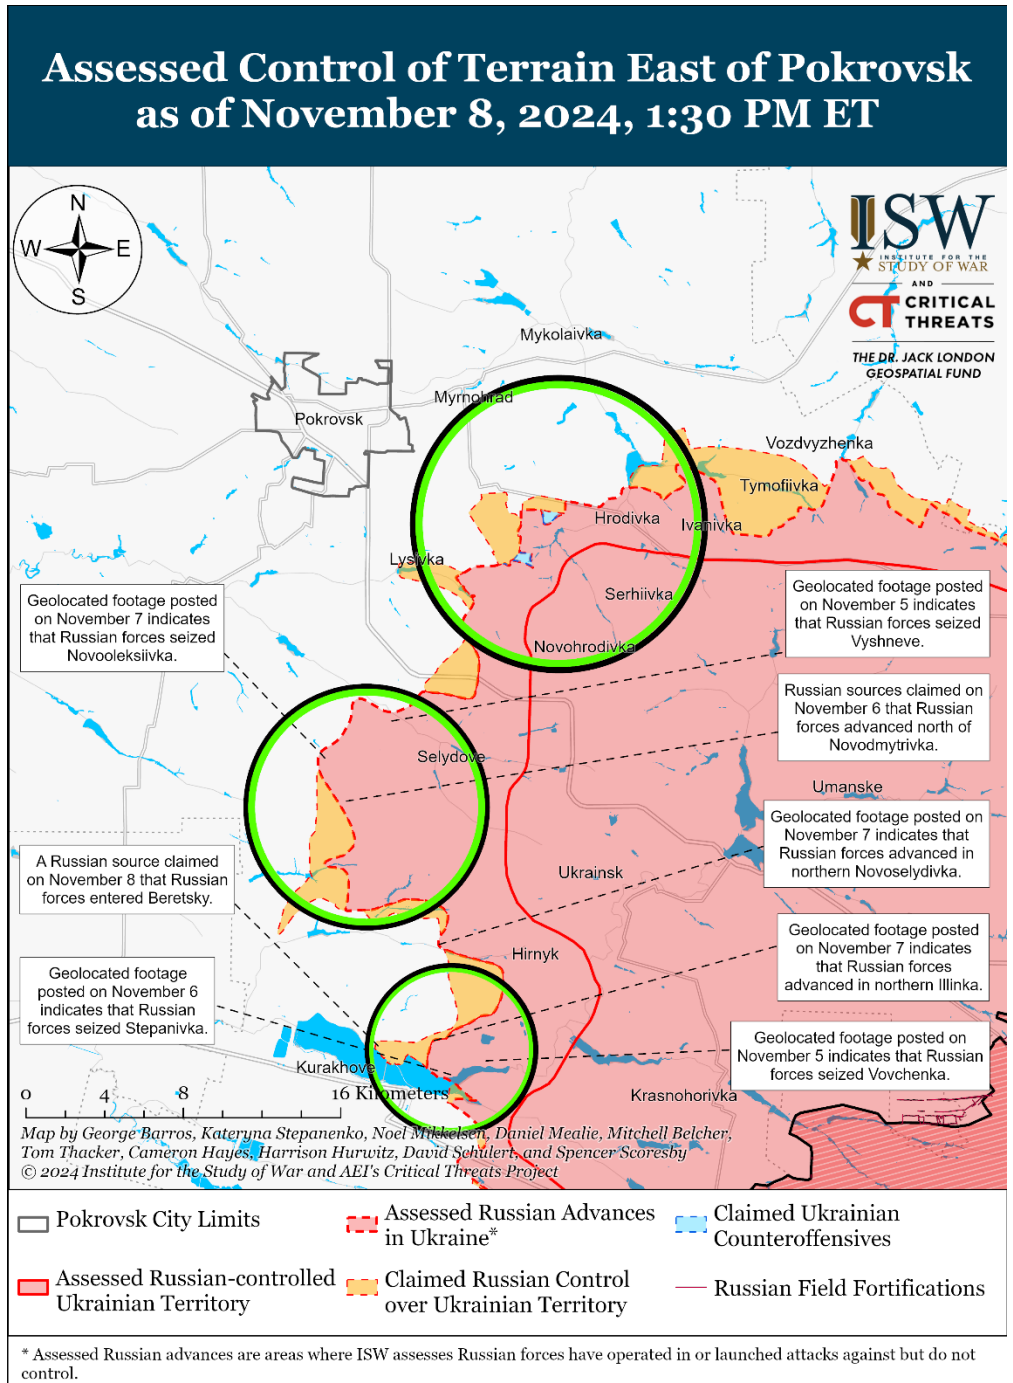 Assessed Control of Terrain East of Pokrovsk
as of November 8, 2024, 1:30 PM ET
N
W
E
S
ISW
INSTITUTE FOR THE
STUDY OF WAR
AND
CT CRITICAL
THREATS
THE DR. JACK LONDON
GEOSPATIAL FUND
Mykolaivka
Myrnohrad
Pokrovsk
Vozdvyzhenka
Tymofiivka
Hrodivka
Ivanivka
Lysivka
Serhiivka
Novohrodivka
Geolocated footage posted
on November 7 indicates
that Russian forces seized
Novooleksiivka.
Geolocated footage posted
on November 5 indicates
that Russian forces seized
Vyshneve.
Russian sources claimed on
November 6 that Russian
forces advanced north of
Novodmytrivka.
Selydove
Umanske
Geolocated footage posted on
November 7 indicates that
Russian forces advanced in
northern Novoselydivka.
A Russian source claimed
on November 8 that Russian
forces entered Beretsky.
Ukrainsk
Hirnyk
Geolocated footage posted
on November 7 indicates
that Russian forces
advanced in northern Illinka.
Geolocated footage
posted on November 6
indicates that Russian
forces seized Stepanivka.
Geolocated footage posted on
November 5 indicates that Russian
forces seized Vovchenka.
Kurakhove
Krasnohorivka
0 4 8 16 Kilometers
Map by George Barros, Kateryna Stepanenko, Noel Mikkelsen, Daniel Mealie, Mitchell Belcher,
Tom Thacker, Cameron Hayes, Harrison Hurwitz, David Schulert, and Spencer Scoresby
© 2024 Institute for the Study of War and AEI's Critical Threats Project
Pokrovsk City Limits
Assessed Russian Advances
in Ukraine*
Claimed Ukrainian
Counteroffensives
Assessed Russian-controlled
Ukrainian Territory
Claimed Russian Control
over Ukrainian Territory
Russian Field Fortifications
* Assessed Russian advances are areas where ISW assesses Russian forces have operated in or launched attacks against but do not
control.